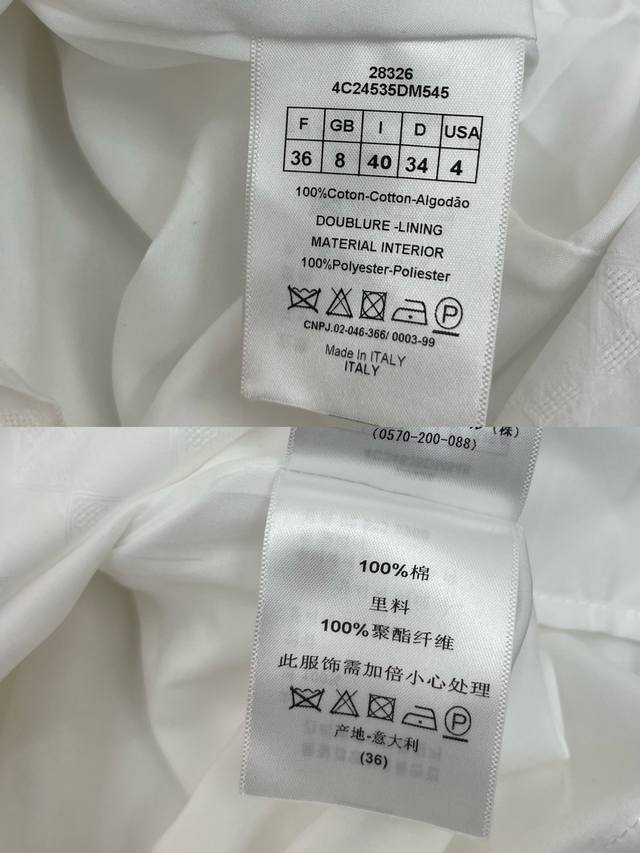 28326
4C24535DM545
F GB I D USA
36 8 40 34 4
100%Coton-Cotton-Algodão
DOUBLURE -LINING
MATERIAL INTERIOR
100%Polyester-Poliester
P
CNPJ.02-046-366/ 0003-99
Made In ITALY
ITALY
(株)
(0570-200-088)
100%棉
里料
100%聚酯纤维
此服饰需加倍小心处理
P
产地-意大利
(36)